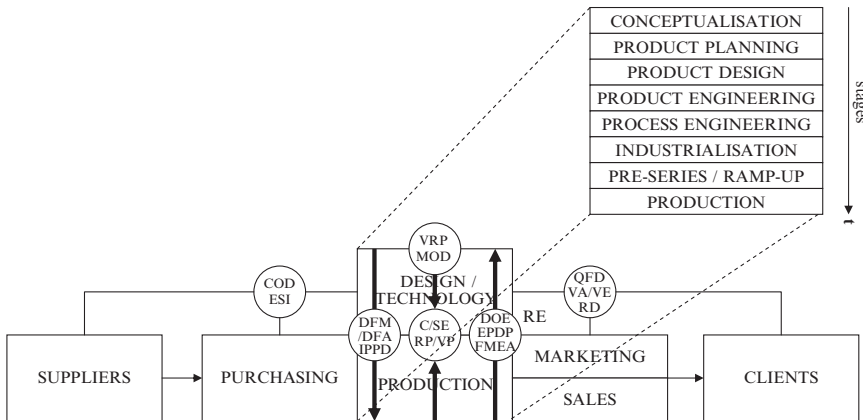 CONCEPTUALISATION
PRODUCT PLANNING
PRODUCT DESIGN
PRODUCT ENGINEERING
PROCESS ENGINEERING
INDUSTRIALISATION
PRE-SERIES / RAMP-UP
PRODUCTION
stages
t
VRP
MOD
DESIGN /
TECHNOLOGY
COD
ESI
QFD
VA/VE
RD
DFM
/DFA
IPPD
C/SE
RP/VP
DOE
EPDP
FMEA
RE
SUPPLIERS
PURCHASING
PRODUCTION
MARKETING
SALES
CLIENTS